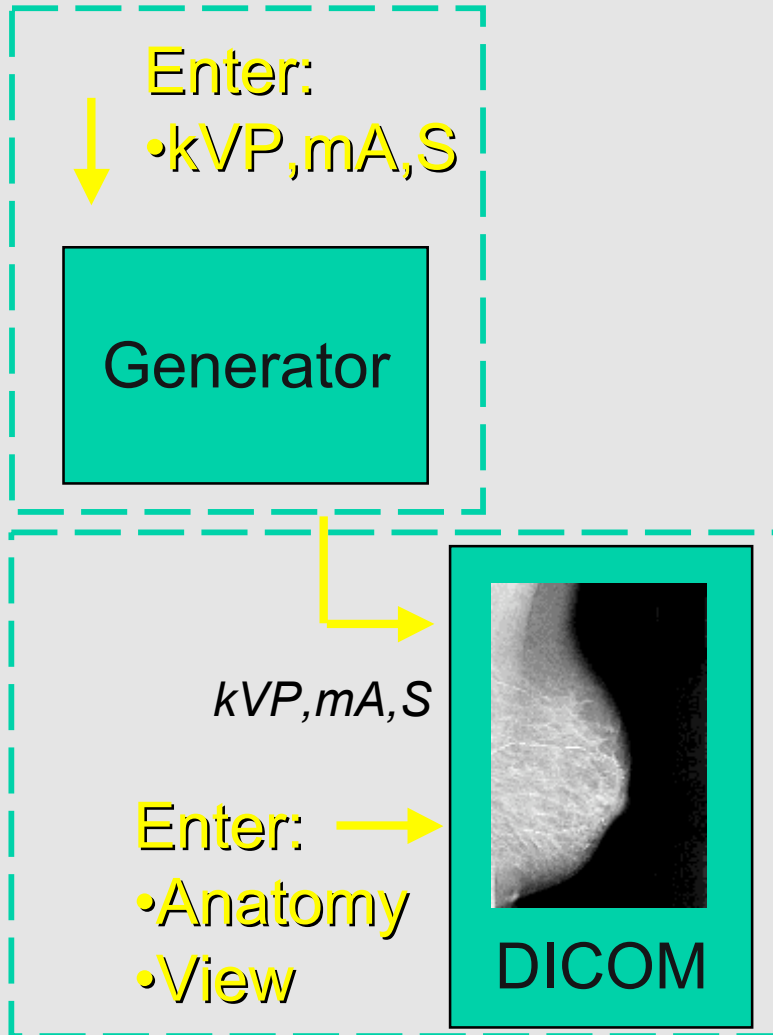 Enter:
•kVP,mA,S
Generator
kVP,mA,S
Enter:
•Anatomy
•View
DICOM